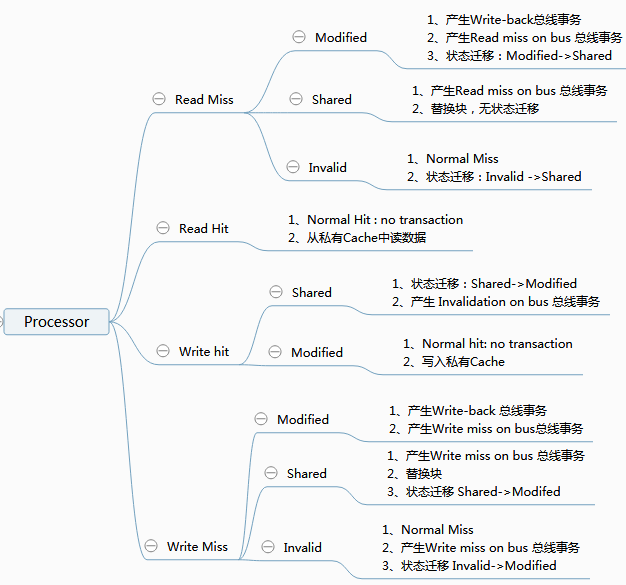 Processor
Read Miss
Modified
1、产生Write-back总线事务
2、产生Read miss on bus 总线事务
3、状态迁移：Modified->Shared
Shared
1、产生Read miss on bus 总线事务
2、替换块，无状态迁移
Invalid
1、Normal Miss
2、状态迁移：Invalid ->Shared
Read Hit
1、Normal Hit : no transaction
2、从私有Cache中读数据
Write hit
Shared
1、状态迁移：Shared->Modified
2、产生 Invalidation on bus 总线事务
Modified
1、Normal hit: no transaction
2、写入私有Cache
Write Miss
Modified
1、产生Write-back 总线事务
2、产生Write miss on bus总线事务
Shared
1、产生Write miss on bus 总线事务
2、替换块
3、状态迁移 Shared->Modifed
Invalid
1、Normal Miss
2、产生Write miss on bus 总线事务
3、状态迁移 Invalid->Modified